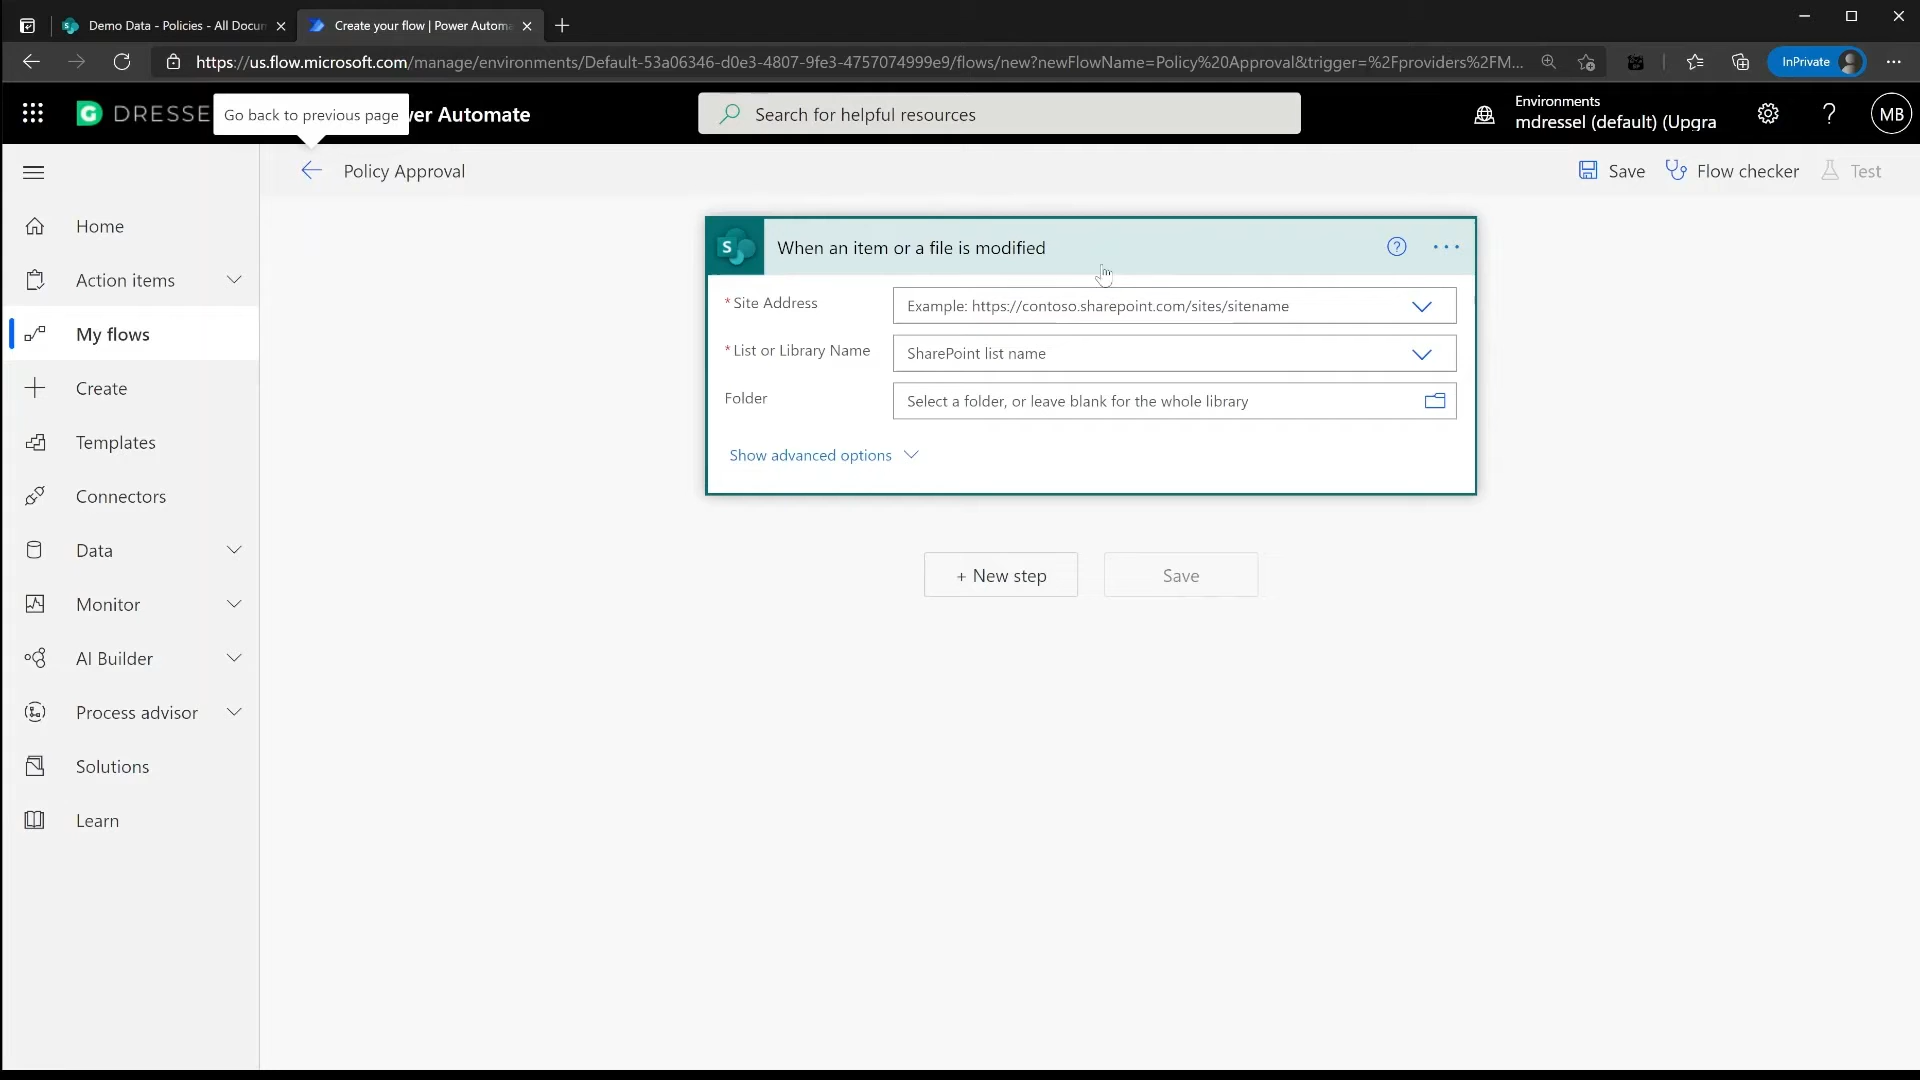 Demo Data - Policies - All Docun
Create your flow | Power Automa
https://us.flow.microsoft.com/manage/environments/Default-53a06346-d0e3-4807-9fe3-4757074999e9/flows/new?newFlowName=Policy%20Approval&trigger=%2Fproviders%2FM...
InPrivate
DRESSE
Go back to previous page
wer Automate
Search for helpful resources
Environments
mdressel (default) (Upgra
?
MB
Policy Approval
Save
Flow checker
Test
Home
Action items
My flows
Create
Templates
Connectors
Data
Monitor
AI Builder
Process advisor
Solutions
Learn
S
When an item or a file is modified
?
...
* Site Address
Example: https://contoso.sharepoint.com/sites/sitename
* List or Library Name
SharePoint list name
Folder
Select a folder, or leave blank for the whole library
Show advanced options
+ New step
Save